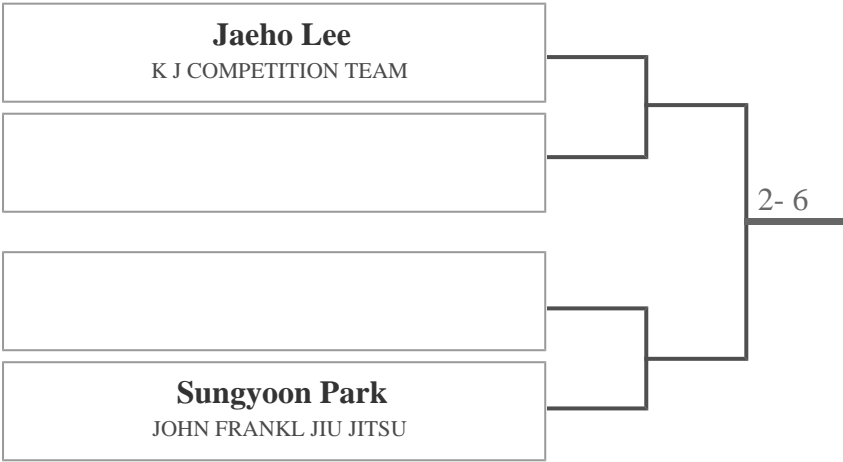 Jaeho Lee
K J COMPETITION TEAM
2- 6
Sungyoon Park
JOHN FRANKL JIU JITSU